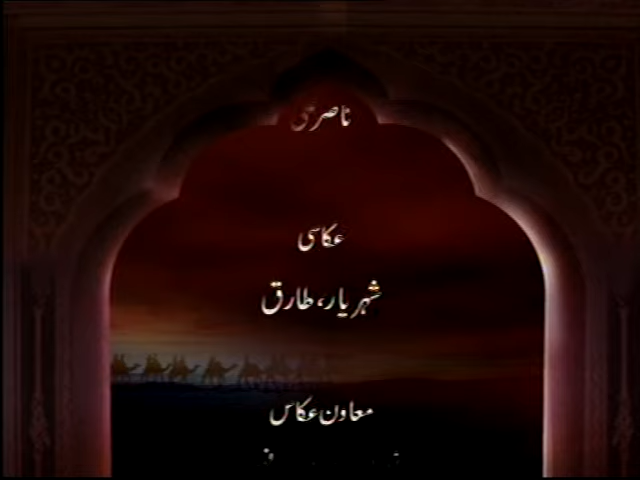 ناصر
عکاسی
شہریار، طارق
معاون عکاس